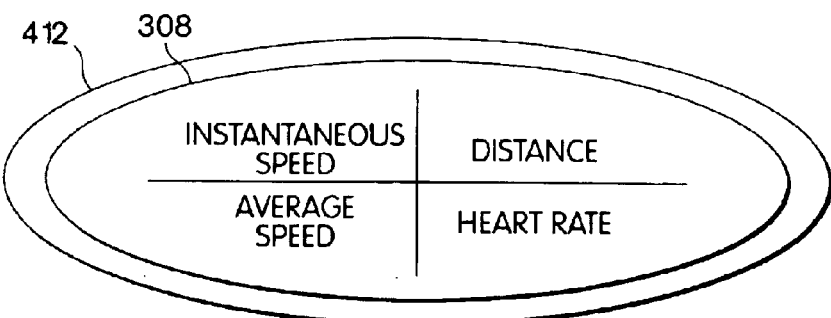 412
308
INSTANTANEOUS
SPEED
DISTANCE
AVERAGE
SPEED
HEART RATE